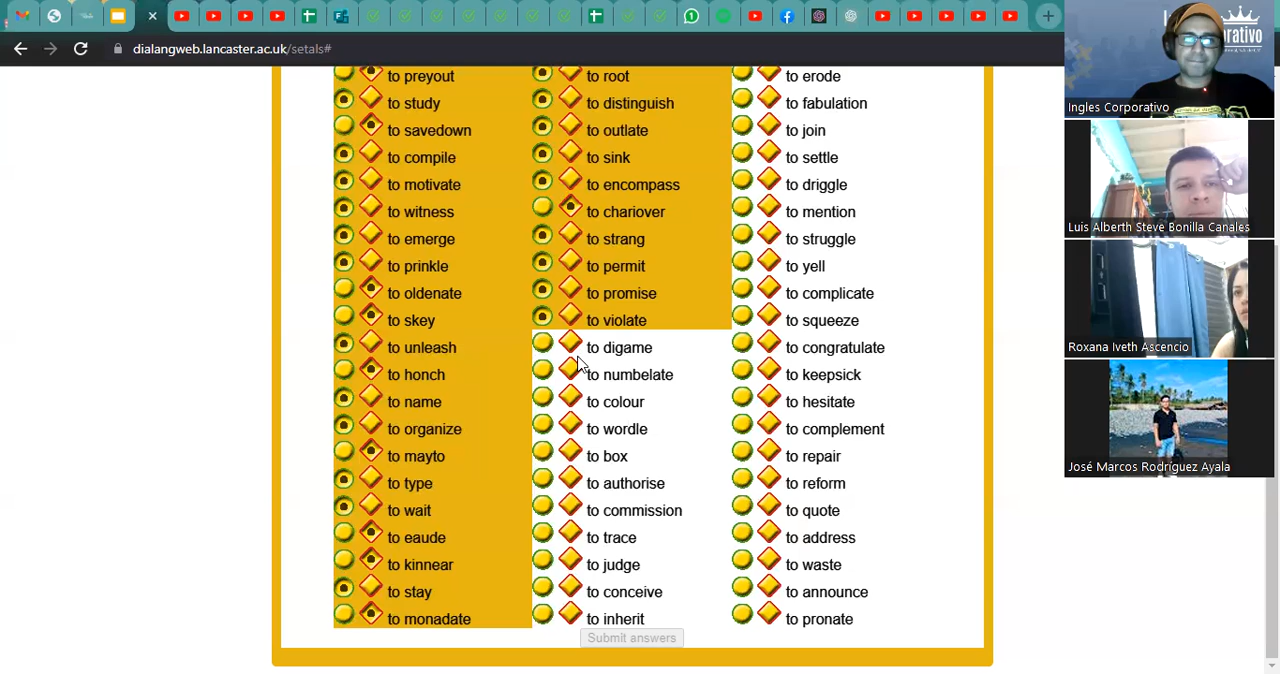 dialangweb.lancaster.ac.uk/setals#
to preyout
to study
to savedown
to compile
to motivate
to witness
to emerge
to prinkle
to oldenate
to skey
to unleash
to honch
to name
to organize
to mayto
to type
to wait
to eaude
to kinnear
to stay
to monadate
to root
to distinguish
to outlate
to sink
to encompass
to chariover
to strang
to permit
to promise
to violate
to digame
to numbelate
to colour
to wordle
to box
to authorise
to commission
to trace
to judge
to conceive
to inherit
to erode
to fabulation
to join
to settle
to driggle
to mention
to struggle
to yell
to complicate
to squeeze
to congratulate
to keepsick
to hesitate
to complement
to repair
to reform
to quote
to address
to waste
to announce
to pronate
Submit answers
Ingles Corporativo
Luis Alberth Steve Bonilla Canales
Roxana Iveth Ascencio
José Marcos Rodríguez Ayala